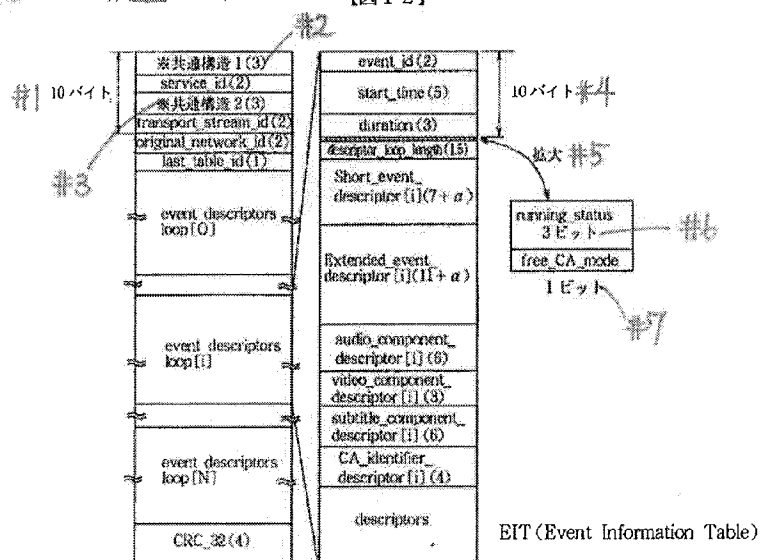 【図12】
#2
※共通構造1(3)
service_id(2)
※共通構造2(3)
transport_stream_id(2)
original_network_id(2)
last_table_id(1)
#1 10バイト
#3
event descriptors
loop[0]
event descriptors
loop[i]
event descriptors
loop[N]
CRC_32(4)
event_id(2)
start_time(5)
duration(3)
descriptor_loop_length(15)
Short_event_
descriptor[i](7+α)
Extended_event_
descriptor[i](11+α)
audio_component_
descriptor[i](6)
video_component_
descriptor[i](3)
subtitle_component_
descriptor[i](6)
CA_identifier_
descriptor[i](4)
descriptors
10バイト #4
拡大 #5
running_status
3ビット #6
free_CA_mode
1ビット
#7
EIT(Event Information Table)